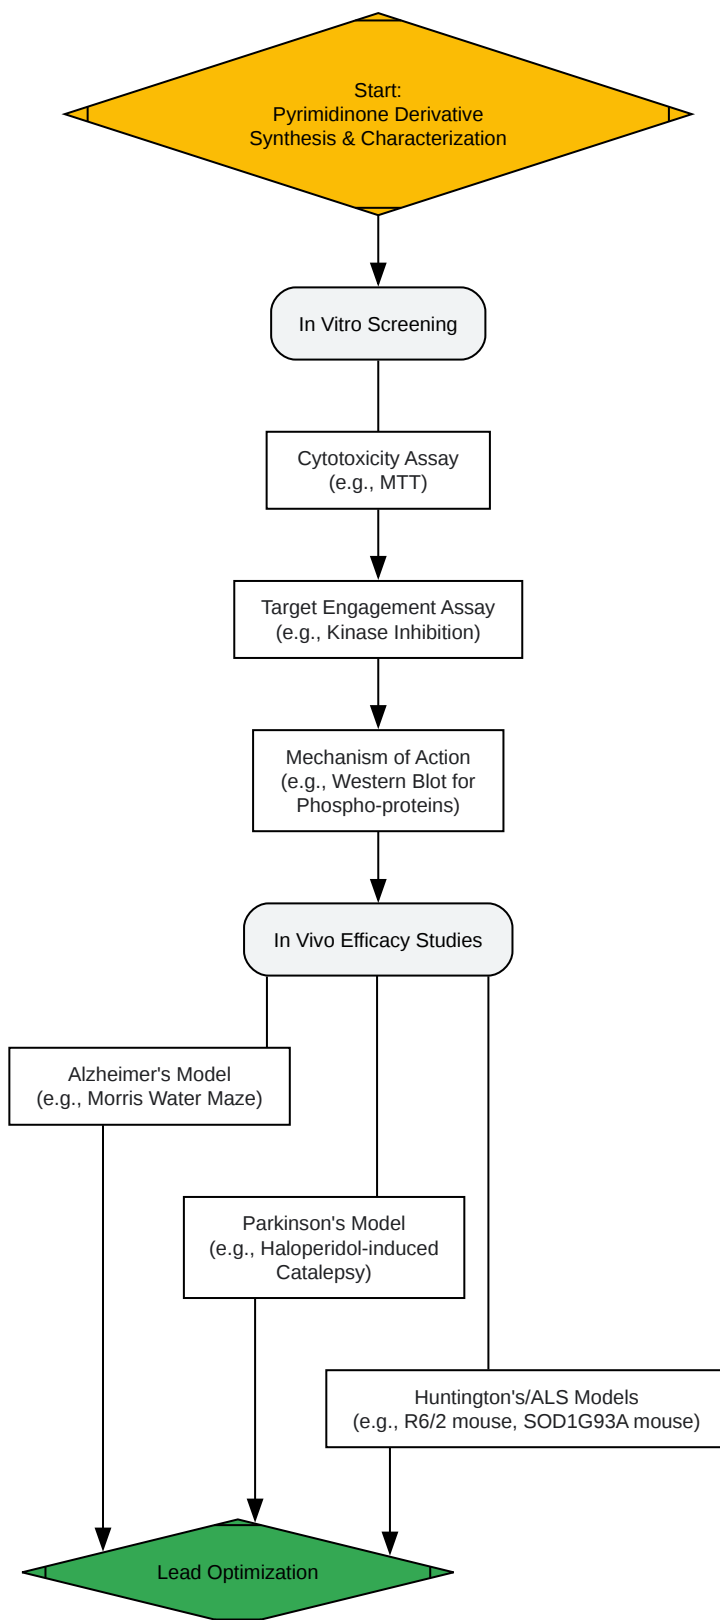 Start:
Pyrimidinone Derivative
Synthesis & Characterization
In Vitro Screening
Cytotoxicity Assay
(e.g., MTT)
Target Engagement Assay
(e.g., Kinase Inhibition)
Mechanism of Action
(e.g., Western Blot for
Phospho-proteins)
In Vivo Efficacy Studies
Alzheimer's Model
(e.g., Morris Water Maze)
Parkinson's Model
(e.g., Haloperidol-induced
Catalepsy)
Huntington's/ALS Models
(e.g., R6/2 mouse, SOD1G93A mouse)
Lead Optimization